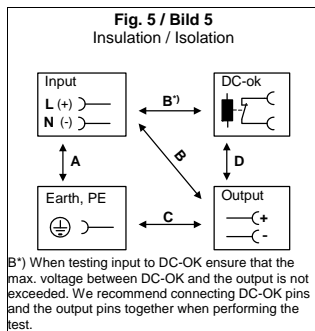 Fig. 5 / Bild 5
Insulation / Isolation
Input
L (+)
N (-)
B*)
DC-ok
A
B
D
Earth, PE
C
Output
+
-
B*) When testing input to DC-OK ensure that the
max. voltage between DC-OK and the output is not
exceeded. We recommend connecting DC-OK pins
and the output pins together when performing the
test.